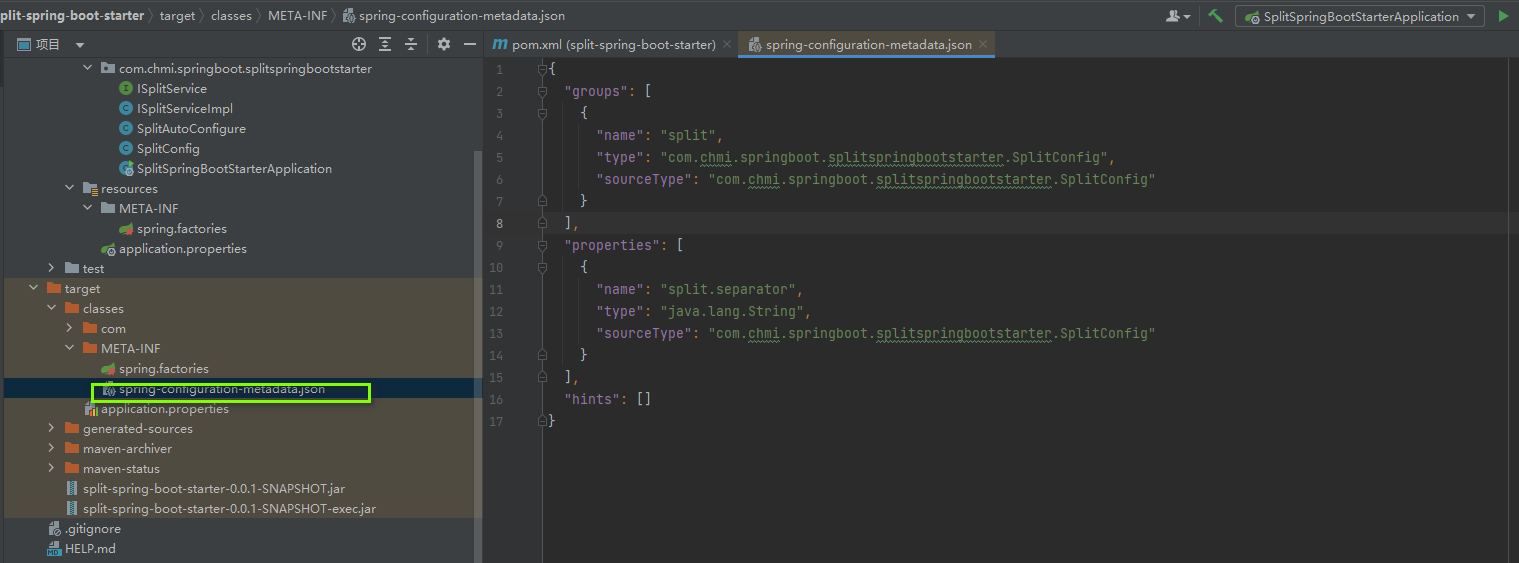 plit-spring-boot-starter target classes META-INF spring-configuration-metadata.json SplitSpringBootStarterApplication
项目
com.chmi.springboot.splitspringbootstarter
ISplitService
ISplitServiceImpl
SplitAutoConfigure
SplitConfig
SplitSpringBootStarterApplication
resources
META-INF
spring.factories
application.properties
test
target
classes
com
META-INF
spring.factories
spring-configuration-metadata.json
application.properties
generated-sources
maven-archiver
maven-status
split-spring-boot-starter-0.0.1-SNAPSHOT.jar
split-spring-boot-starter-0.0.1-SNAPSHOT-exec.jar
.gitignore
HELP.md
pom.xml (split-spring-boot-starter) spring-configuration-metadata.json
1 {
2 "groups": [
3 {
4 "name": "split",
5 "type": "com.chmi.springboot.splitspringbootstarter.SplitConfig",
6 "sourceType": "com.chmi.springboot.splitspringbootstarter.SplitConfig"
7 }
8 ],
9 "properties": [
10 {
11 "name": "split.separator",
12 "type": "java.lang.String",
13 "sourceType": "com.chmi.springboot.splitspringbootstarter.SplitConfig"
14 }
15 ],
16 "hints": []
17 }